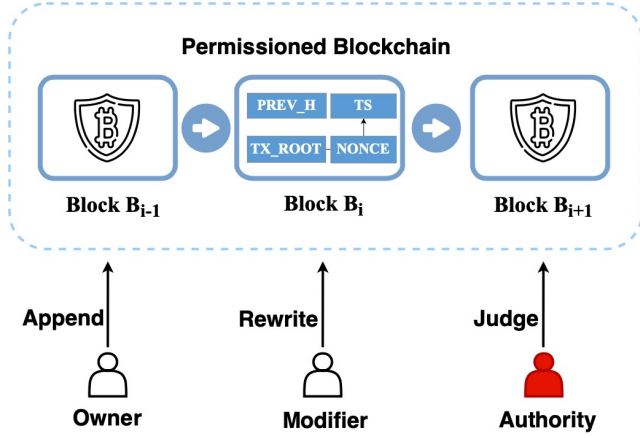 Permissioned Blockchain
PREV_H TS
TX_ROOT NONCE
Block B_{i-1} Block B_i Block B_{i+1}
Append Rewrite Judge
Owner Modifier Authority